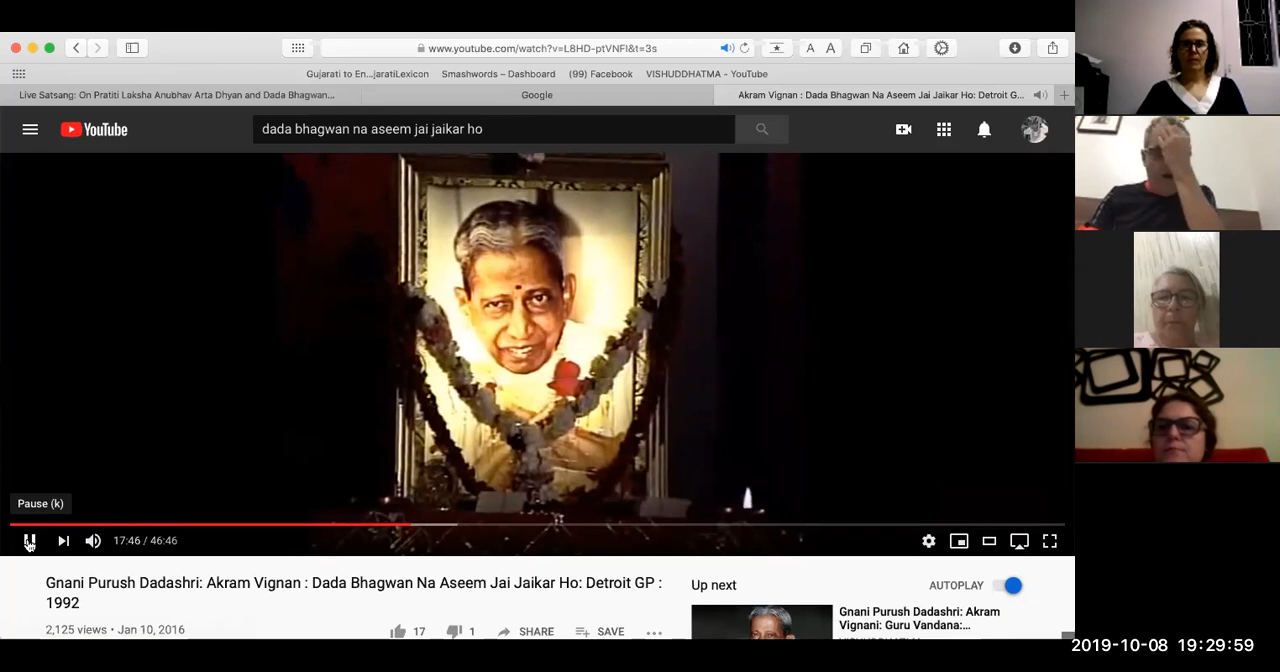 www.youtube.com/watch?v=L8HD-ptVNFI&t=3s
A A
Gujarati to En...jaratiLexicon Smashwords – Dashboard (99) Facebook VISHUDDHATMA - YouTube
Live Satsang: On Pratiti Laksha Anubhav Arta Dhyan and Dada Bhagwan... Google Akram Vignan : Dada Bhagwan Na Aseem Jai Jaikar Ho: Detroit G...
YouTube
dada bhagwan na aseem jai jaikar ho
Pause (k)
17:46 / 46:46
Gnani Purush Dadashri: Akram Vignan : Dada Bhagwan Na Aseem Jai Jaikar Ho: Detroit GP :
1992
2,125 views • Jan 10, 2016
17 1 SHARE SAVE
Up next AUTOPLAY
Gnani Purush Dadashri: Akram
Vignani: Guru Vandana:...
2019-10-08 19:29:59